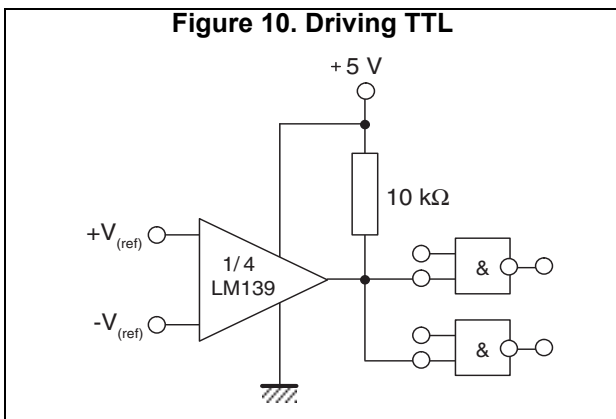 Figure 10. Driving TTL
+5 V
10 kΩ
+V(ref)
1/4
LM139
-V(ref)
&
&